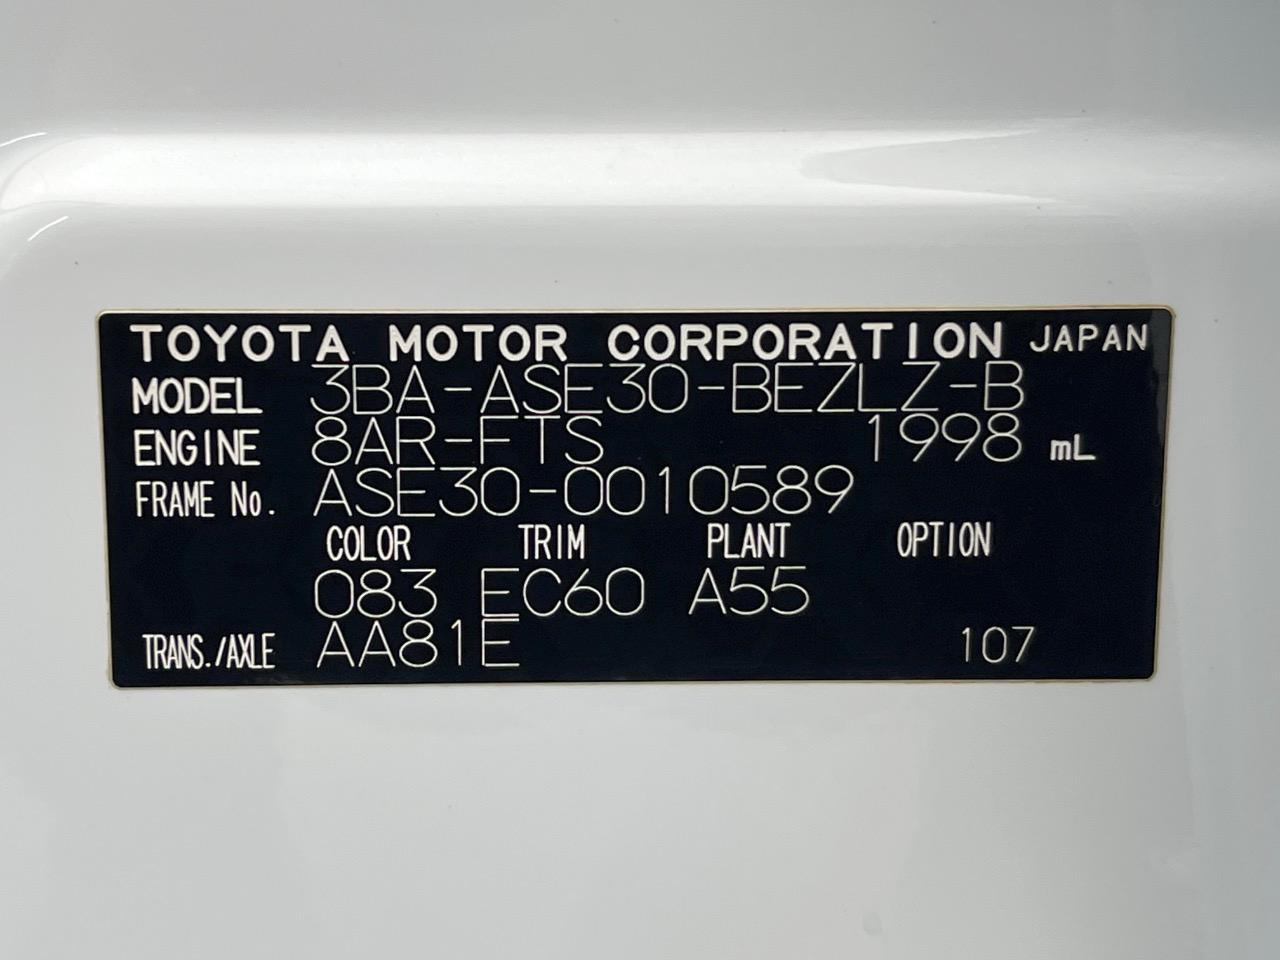 TOYOTA MOTOR CORPORATION JAPAN
MODEL 3BA-ASE30-BEZLZ-B
ENGINE 8AR-FTS 1998 mL
FRAME No. ASE30-0010589
COLOR TRIM PLANT OPTION
083 EC60 A55
TRANS./AXLE AA81E 107